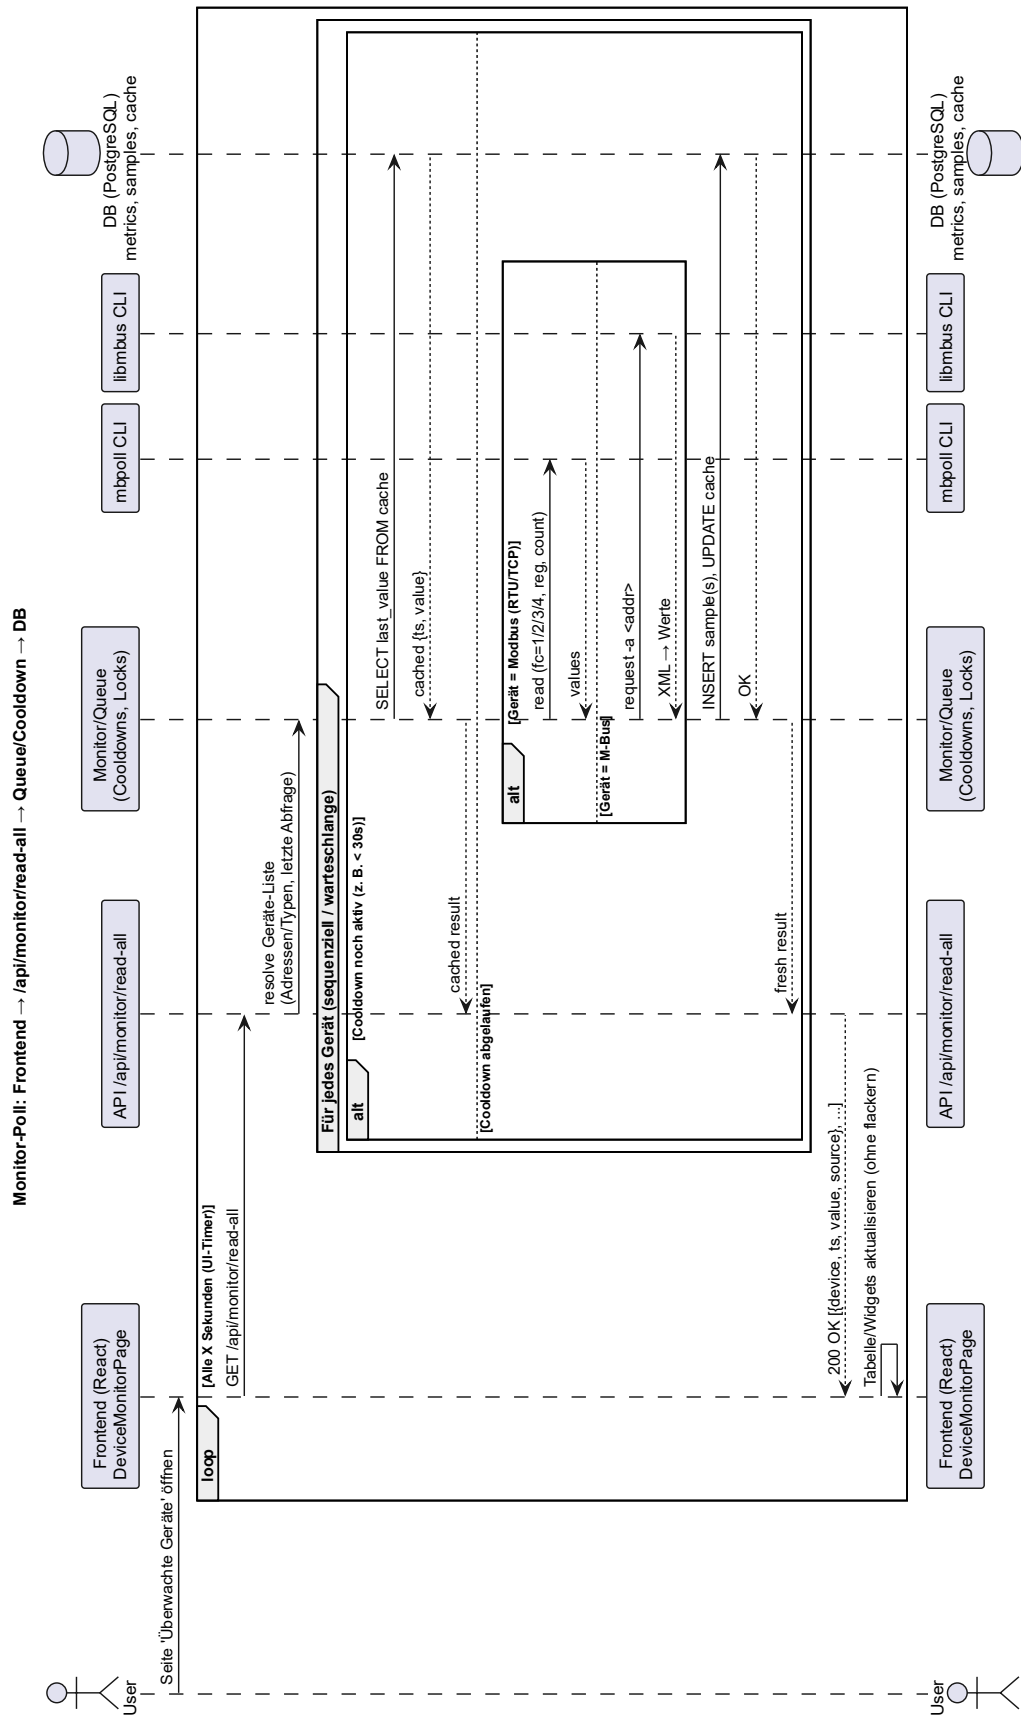 Monitor-Poll: Frontend → /api/monitor/read-all → Queue/Cooldown → DB
User
Frontend (React)
DeviceMonitorPage
API /api/monitor/read-all
Monitor/Queue
(Cooldowns, Locks)
mbpoll CLI
libmbus CLI
DB (PostgreSQL)
metrics, samples, cache
Seite 'Überwachte Geräte' öffnen
loop
[Alle X Sekunden (UI-Timer)]
GET /api/monitor/read-all
resolve Geräte-Liste
(Adressen/Typen, letzte Abfrage)
Für jedes Gerät (sequenziell / warteschlange)
alt
[Cooldown noch aktiv (z. B. < 30s)]
SELECT last_value FROM cache
cached {ts, value}
cached result
[Cooldown abgelaufen]
alt
[Gerät = Modbus (RTU/TCP)]
read (fc=1/2/3/4, reg, count)
values
[Gerät = M-Bus]
request -a <addr>
XML → Werte
INSERT sample(s), UPDATE cache
OK
fresh result
200 OK [{device, ts, value, source}, ...]
Tabelle/Widgets aktualisieren (ohne flackern)
User
Frontend (React)
DeviceMonitorPage
API /api/monitor/read-all
Monitor/Queue
(Cooldowns, Locks)
mbpoll CLI
libmbus CLI
DB (PostgreSQL)
metrics, samples, cache